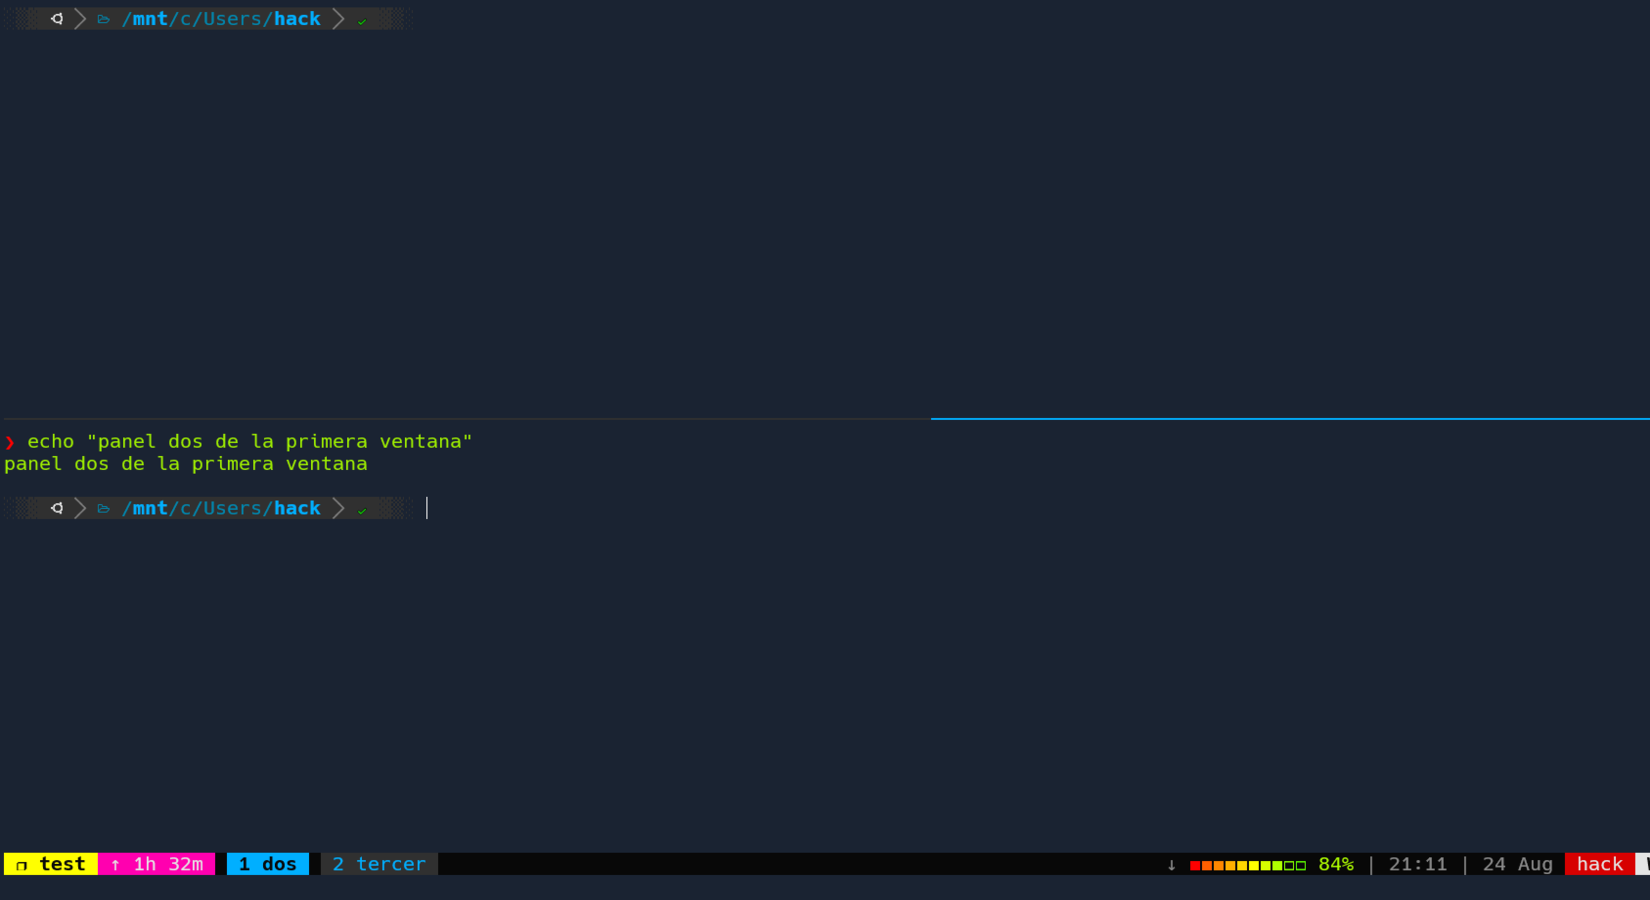 /mnt/c/Users/hack
❯ echo "panel dos de la primera ventana"
panel dos de la primera ventana
/mnt/c/Users/hack
test ↑ 1h 32m 1 dos 2 tercer ↓ 84% | 21:11 | 24 Aug hack